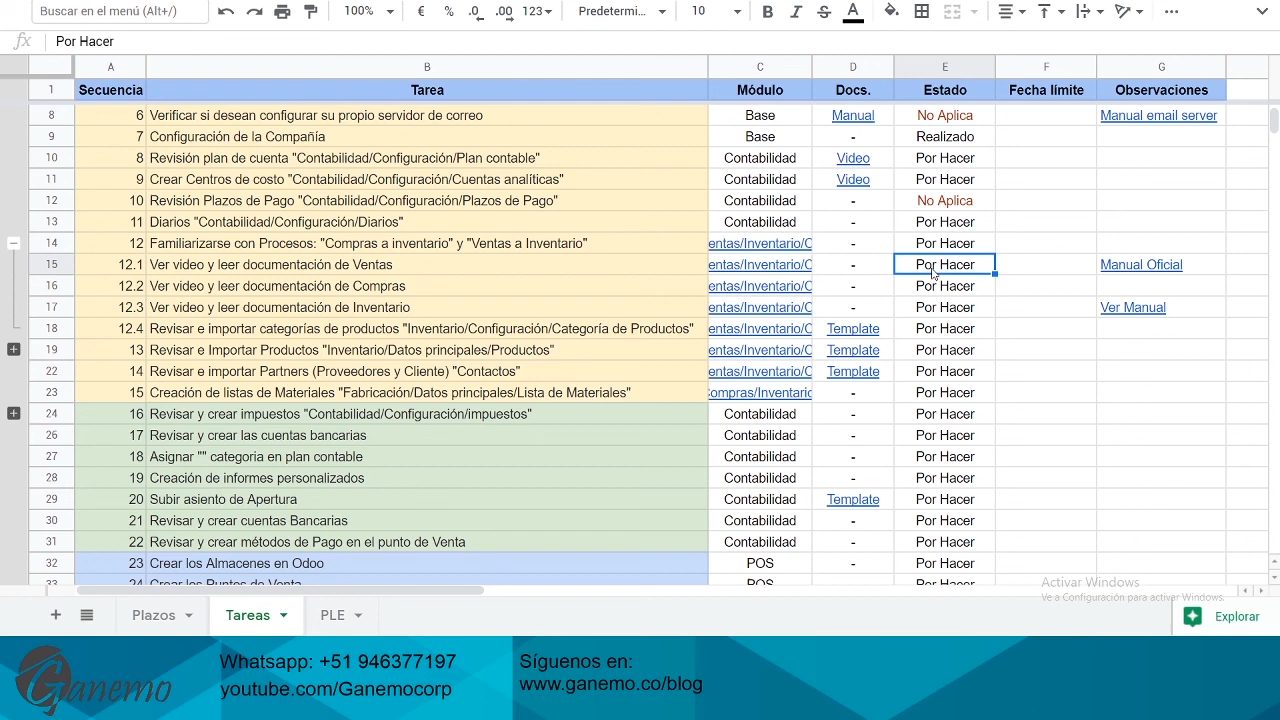 Buscar en el menú (Alt+/) 100% € % .0 .00 123 Predetermi... 10 B I S A
fx Por Hacer
A B C D E F G
1 Secuencia Tarea Módulo Docs. Estado Fecha límite Observaciones
8 6 Verificar si desean configurar su propio servidor de correo Base Manual No Aplica Manual email server
9 7 Configuración de la Compañía Base - Realizado
10 8 Revisión plan de cuenta "Contabilidad/Configuración/Plan contable" Contabilidad Video Por Hacer
11 9 Crear Centros de costo "Contabilidad/Configuración/Cuentas analíticas" Contabilidad Video Por Hacer
12 10 Revisión Plazos de Pago "Contabilidad/Configuración/Plazos de Pago" Contabilidad - No Aplica
13 11 Diarios "Contabilidad/Configuración/Diarios" Contabilidad - Por Hacer
14 12 Familiarizarse con Procesos: "Compras a inventario" y "Ventas a Inventario" entas/Inventario/C - Por Hacer
15 12.1 Ver video y leer documentación de Ventas entas/Inventario/C - Por Hacer Manual Oficial
16 12.2 Ver video y leer documentación de Compras entas/Inventario/C - Por Hacer
17 12.3 Ver video y leer documentación de Inventario entas/Inventario/C - Por Hacer Ver Manual
18 12.4 Revisar e importar categorías de productos "Inventario/Configuración/Categoría de Productos" entas/Inventario/C Template Por Hacer
19 13 Revisar e Importar Productos "Inventario/Datos principales/Productos" entas/Inventario/C Template Por Hacer
22 14 Revisar e importar Partners (Proveedores y Cliente) "Contactos" entas/Inventario/C Template Por Hacer
23 15 Creación de listas de Materiales "Fabricación/Datos principales/Lista de Materiales" Compras/Inventario - Por Hacer
24 16 Revisar y crear impuestos "Contabilidad/Configuración/impuestos" Contabilidad - Por Hacer
26 17 Revisar y crear las cuentas bancarias Contabilidad - Por Hacer
27 18 Asignar "" categoria en plan contable Contabilidad - Por Hacer
28 19 Creación de informes personalizados Contabilidad - Por Hacer
29 20 Subir asiento de Apertura Contabilidad Template Por Hacer
30 21 Revisar y crear cuentas Bancarias Contabilidad - Por Hacer
31 22 Revisar y crear métodos de Pago en el punto de Venta Contabilidad - Por Hacer
32 23 Crear los Almacenes en Odoo POS - Por Hacer
33 24 Crear los Puntos de Venta POS - Por Hacer
Activar Windows
Ve a Configuración para activar Windows.
Plazos Tareas PLE Explorar
Ganemo
Whatsapp: +51 946377197
youtube.com/Ganemocorp
Síguenos en:
www.ganemo.co/blog